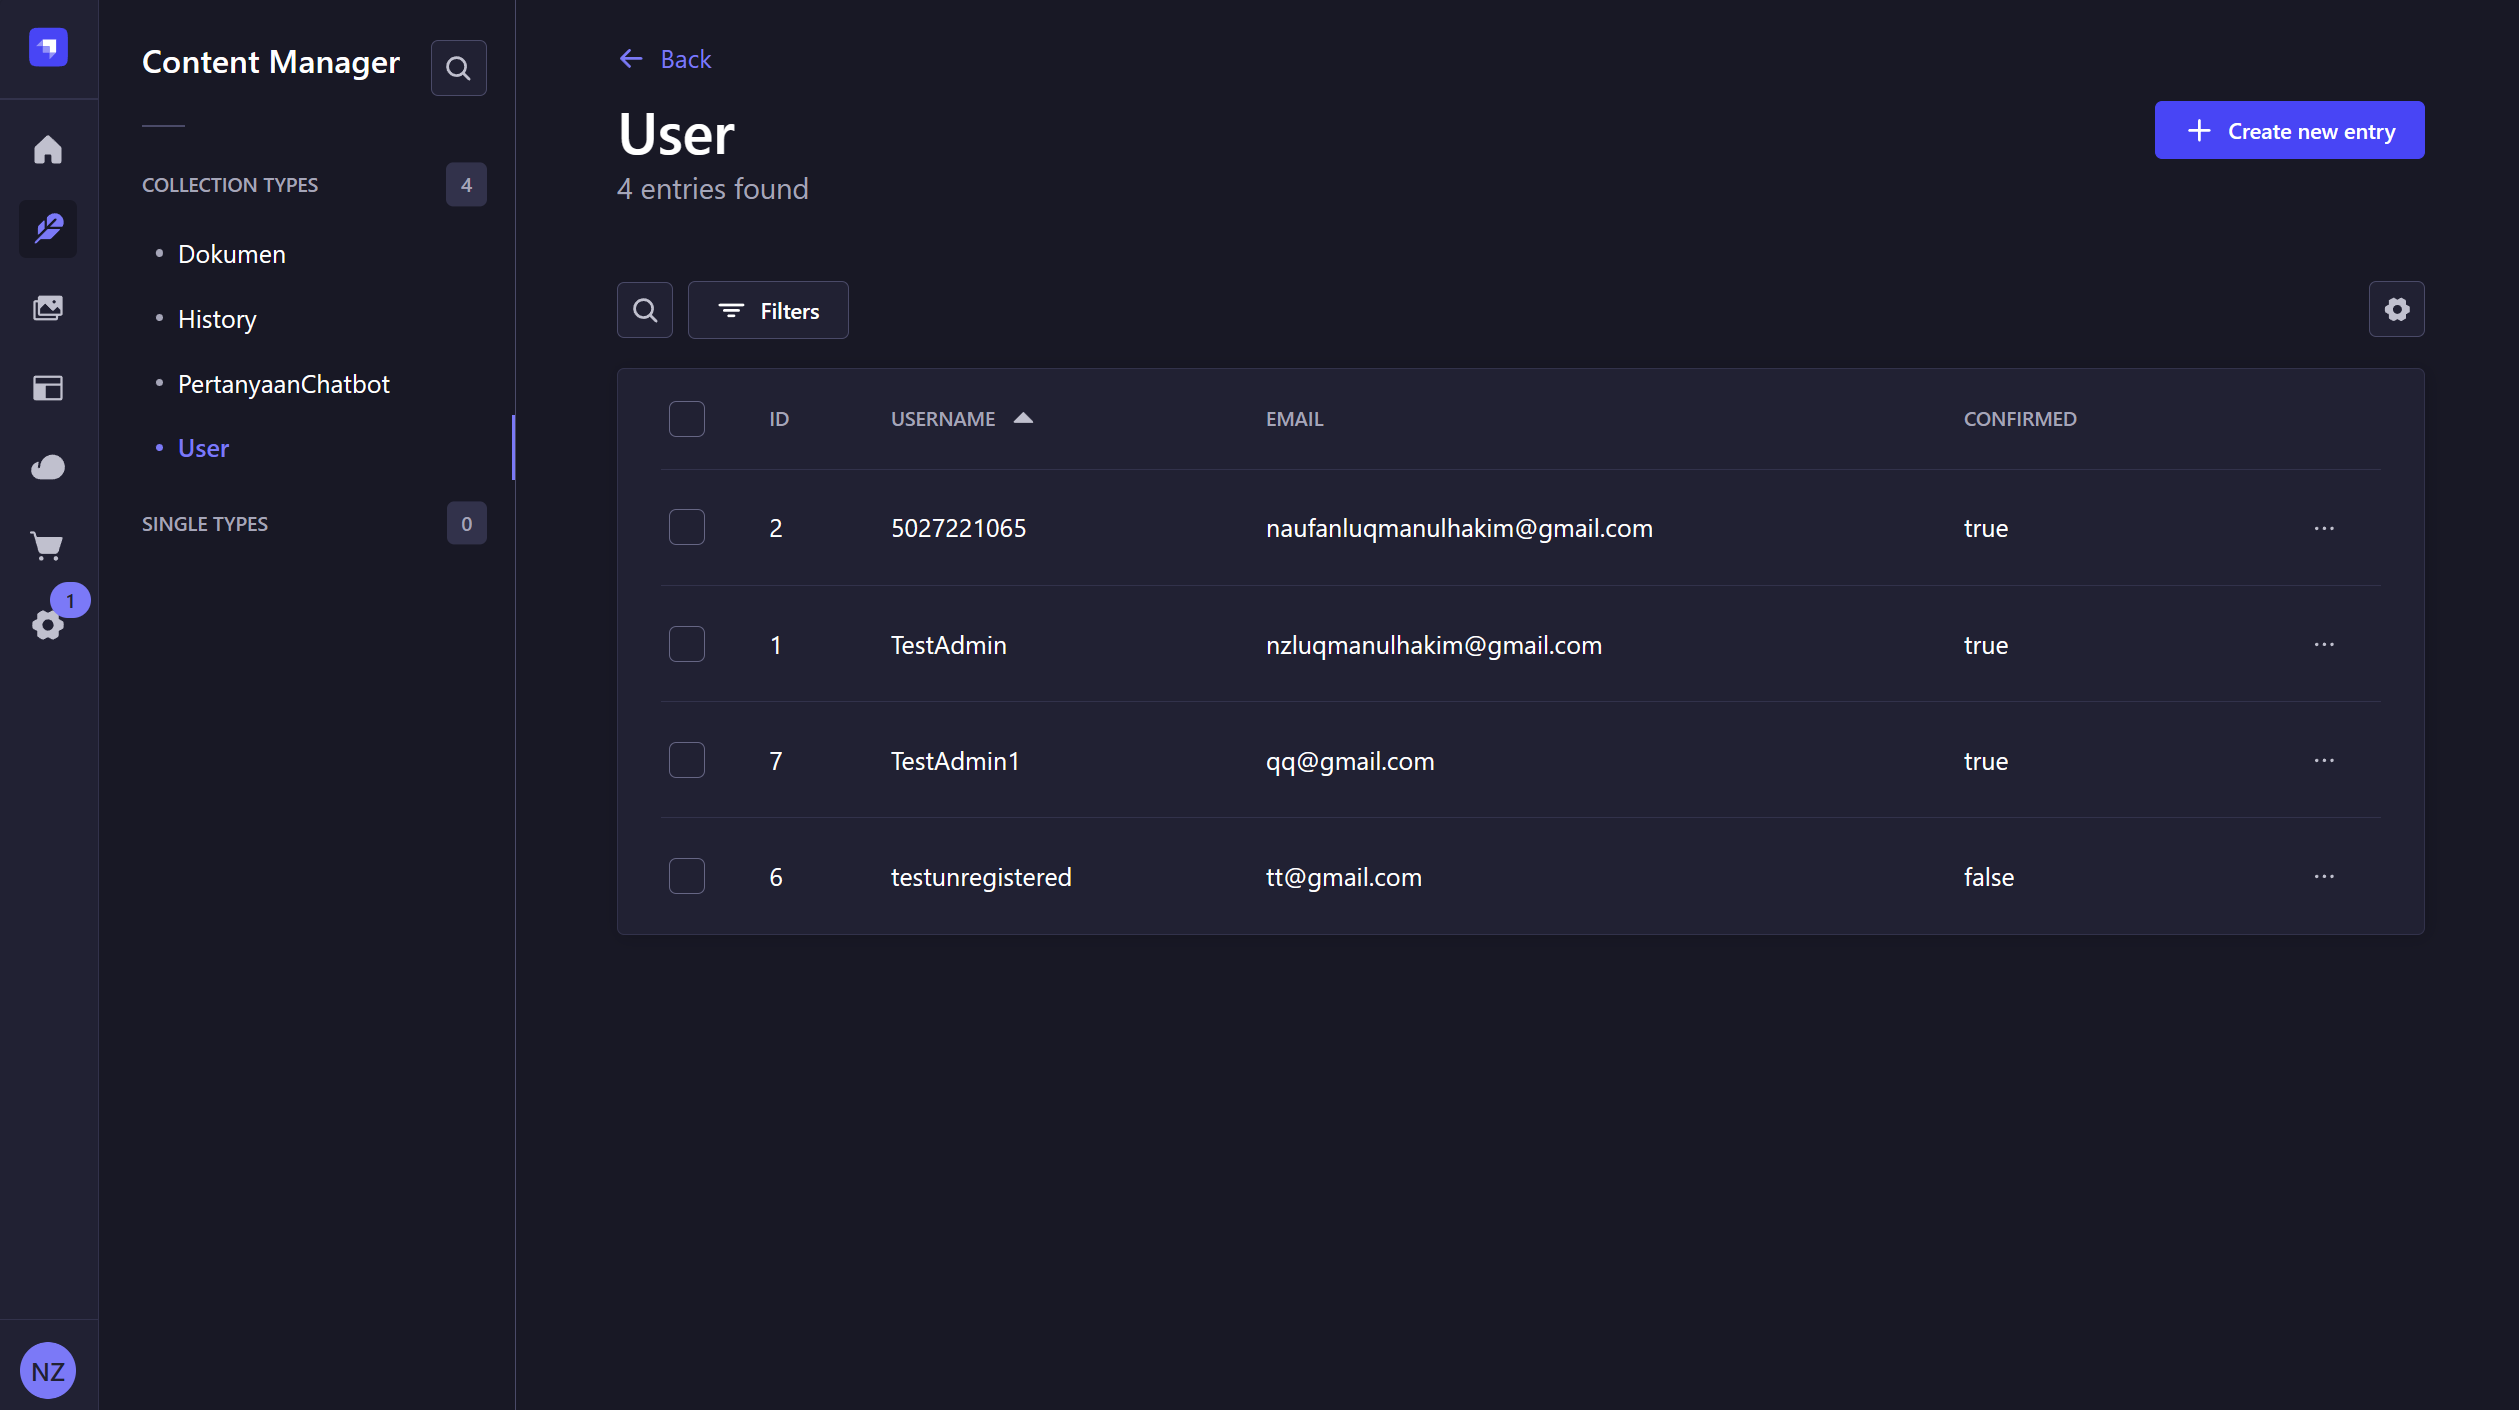 Content Manager
COLLECTION TYPES 4
Dokumen
History
PertanyaanChatbot
User
SINGLE TYPES 0
1
NZ
Back
User
4 entries found
Create new entry
Filters
ID USERNAME EMAIL CONFIRMED
2 5027221065 naufanluqmanulhakim@gmail.com true
1 TestAdmin nzluqmanulhakim@gmail.com true
7 TestAdmin1 qq@gmail.com true
6 testunregistered tt@gmail.com false